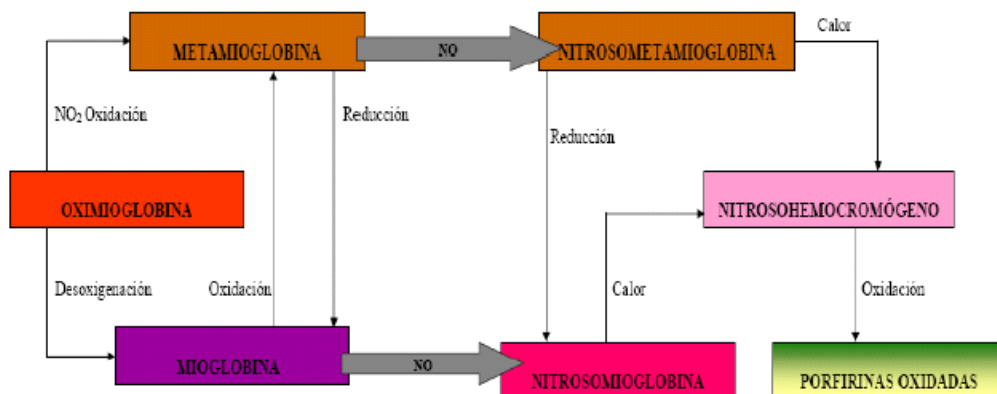 Calor
METAMIOGLOBINA
NO
NITROSOMETAMIOGLOBINA
NO₂ Oxidación
Reducción
Reducción
OXIMIOGLOBINA
NITROSOHEMOCROMÓGENO
Desoxigenación
Oxidación
Calor
Oxidación
MIOGLOBINA
NO
NITROSOMIOGLOBINA
PORFIRINAS OXIDADAS